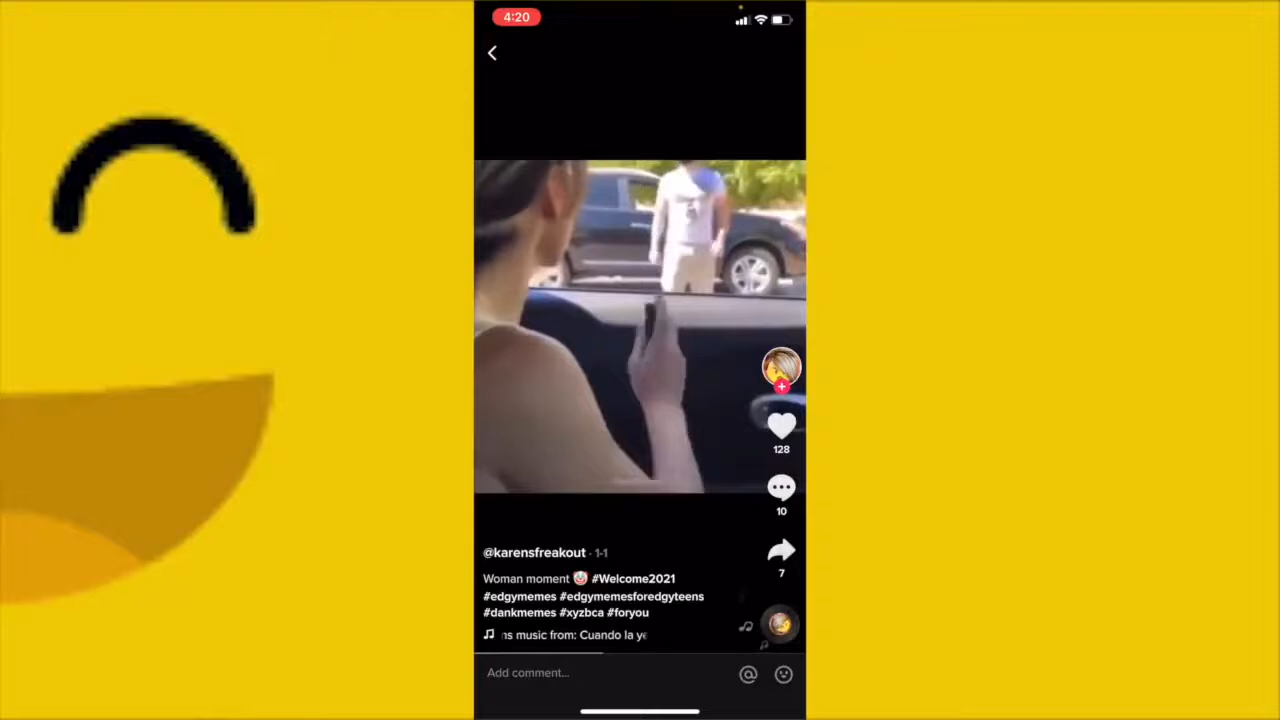 4:20
@karensfreakout · 1-1
Woman moment 🤡 #Welcome2021
#edgymemes #edgymemesforedgyteens
#dankmemes #xyzbca #foryou
ns music from: Cuando la ye
128
10
7
Add comment...